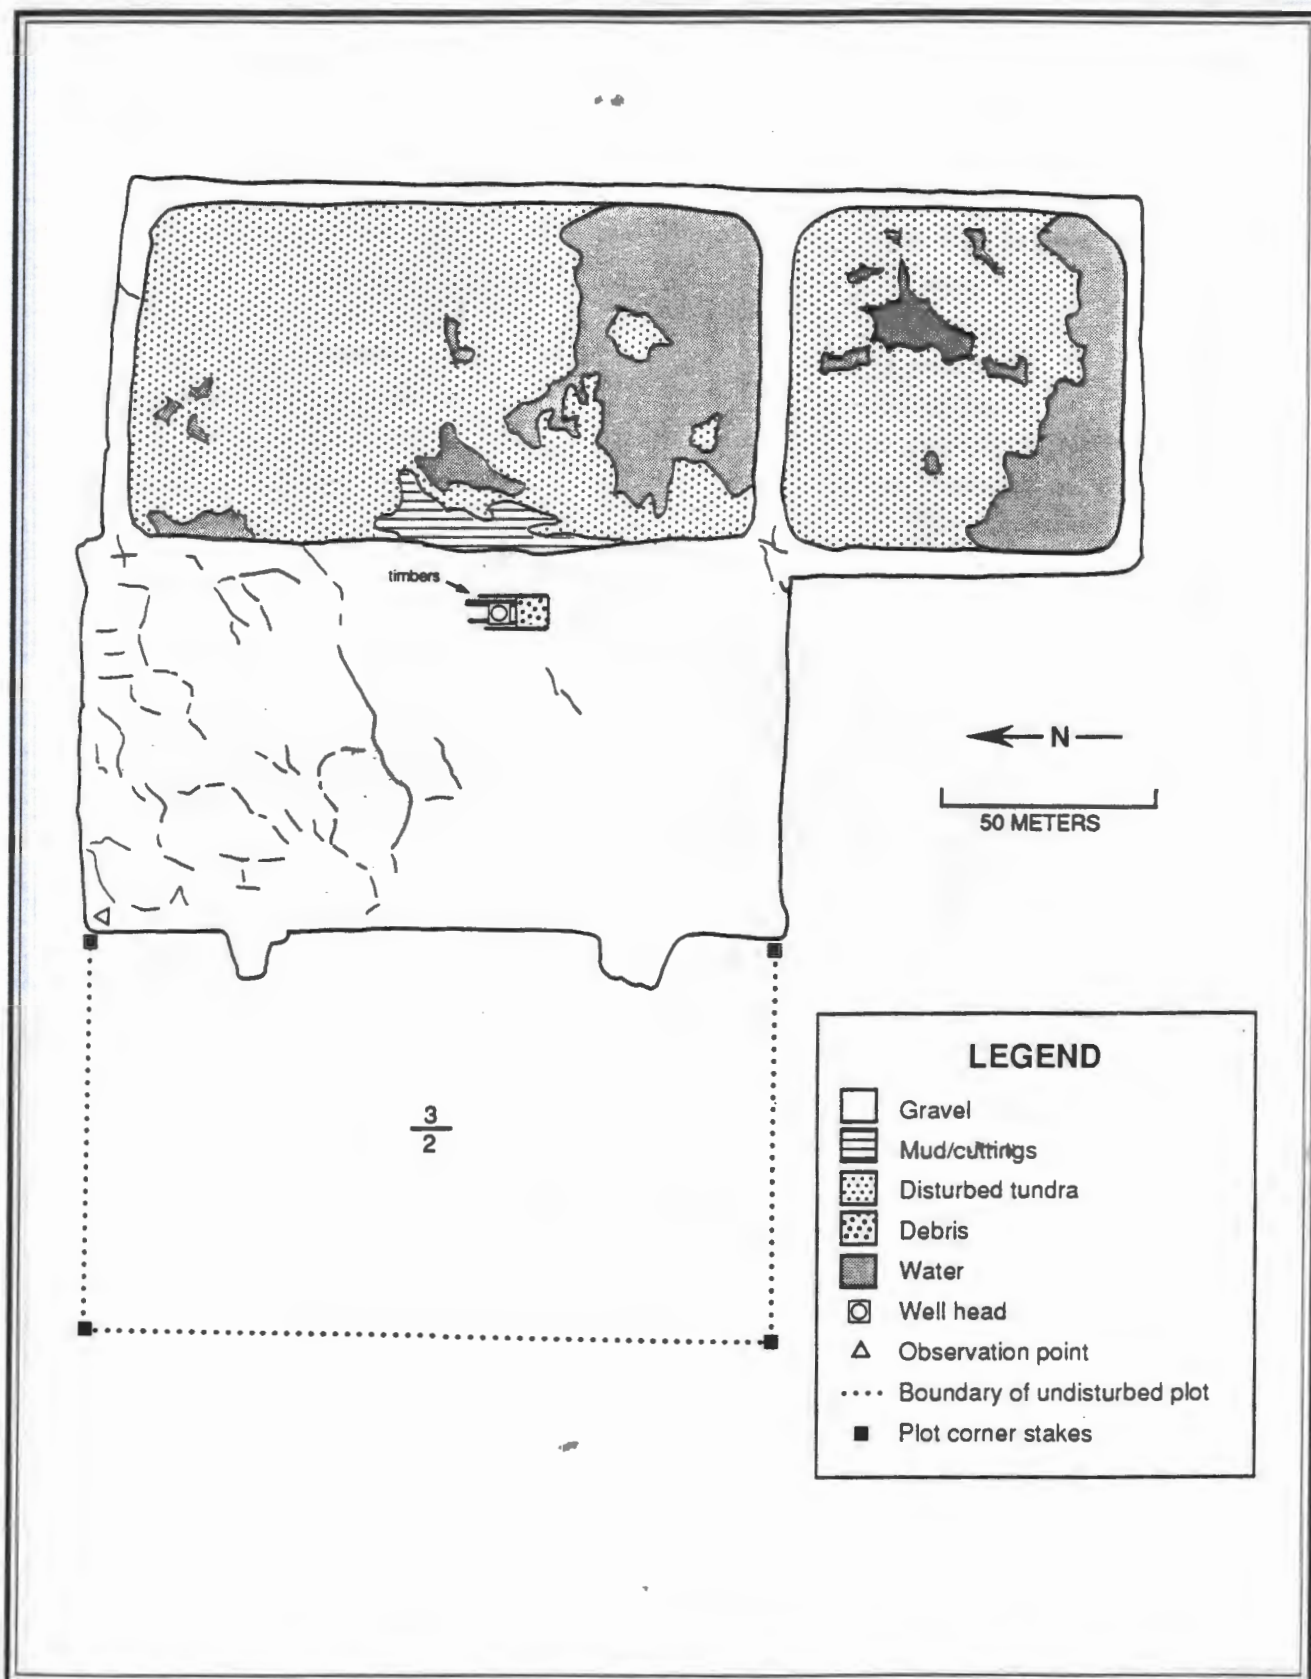 timbers
N
50 METERS
3
2
LEGEND
Gravel
Mud/cuttings
Disturbed tundra
Debris
Water
Well head
Observation point
Boundary of undisturbed plot
Plot corner stakes